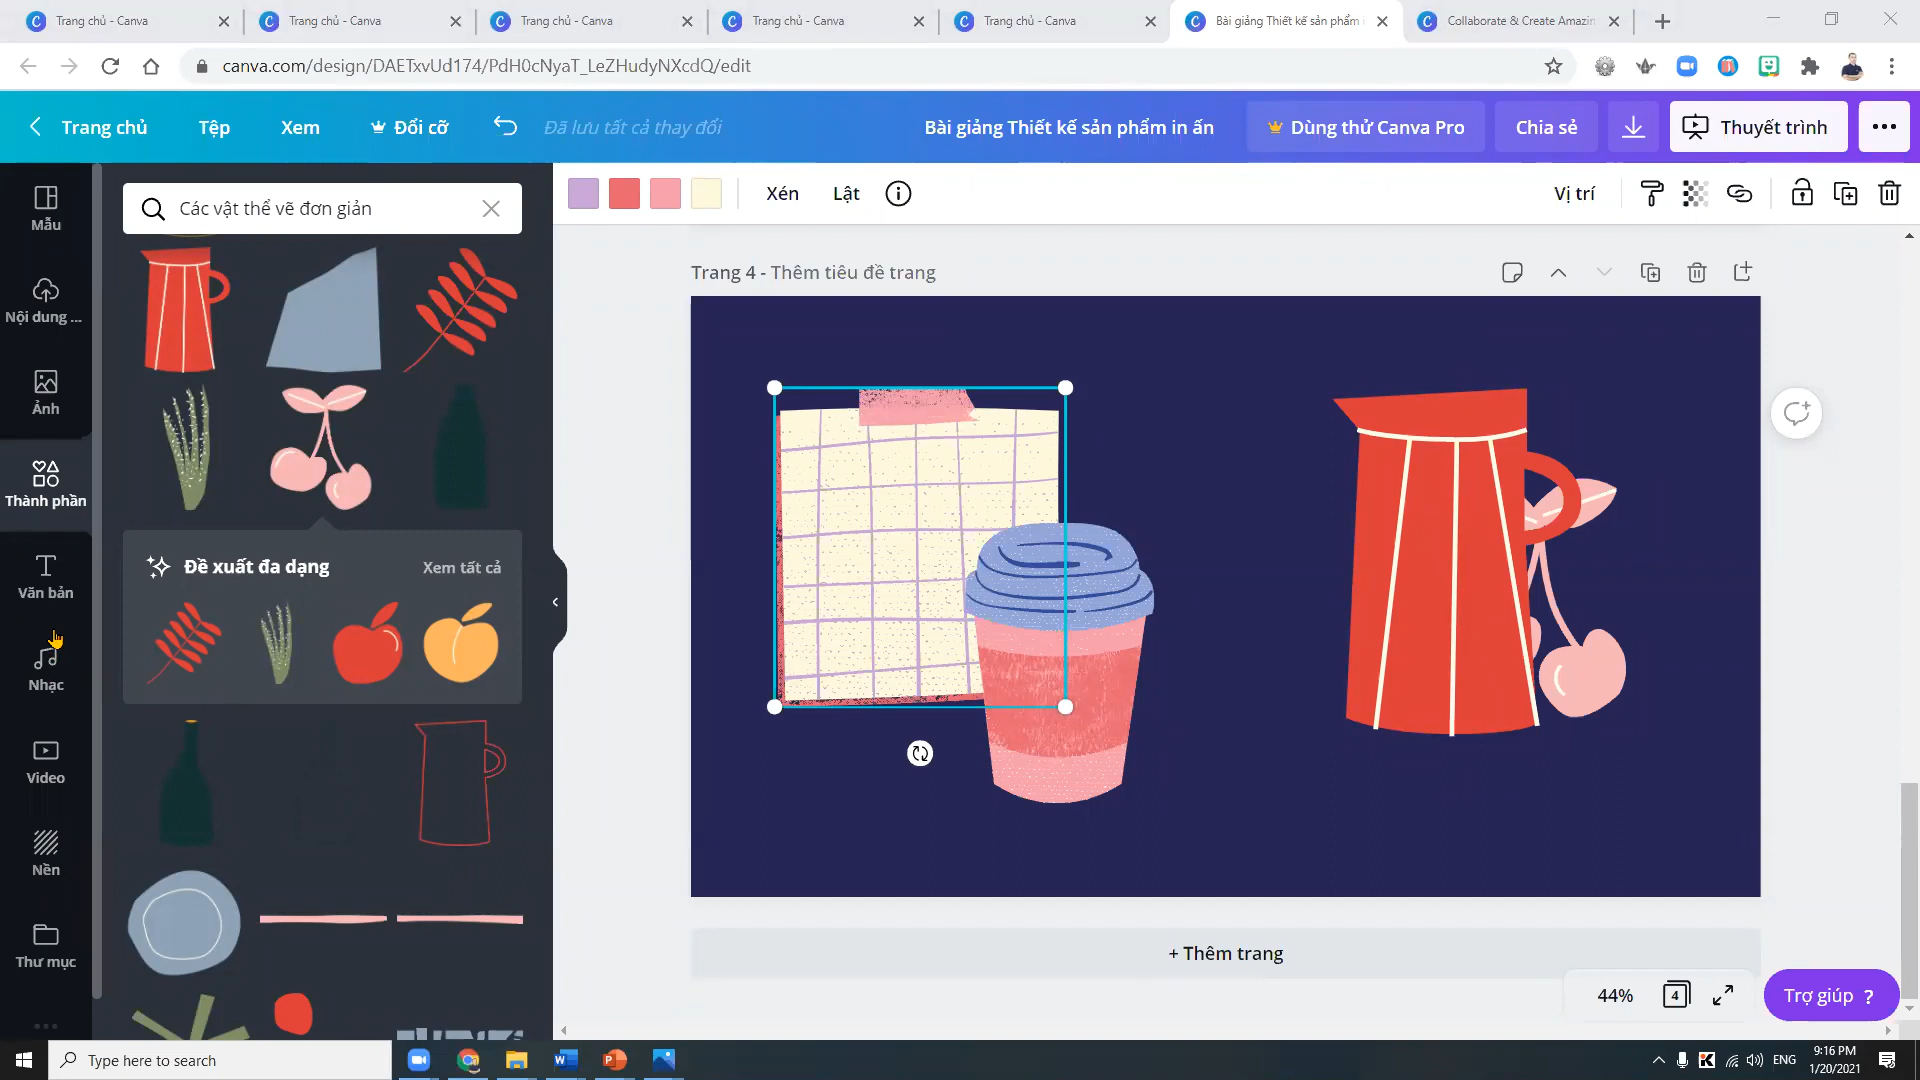 Trang chủ - Canva
Trang chủ - Canva
Trang chủ - Canva
Trang chủ - Canva
Trang chủ - Canva
Bài giảng Thiết kế sản phẩm
Collaborate & Create Amazin
canva.com/design/DAETxvUd174/PdH0cNyaT_LeZHudyNXcdQ/edit
Trang chủ
Tệp
Xem
Đổi cỡ
Đã lưu tất cả thay đổi
Bài giảng Thiết kế sản phẩm in ấn
Dùng thử Canva Pro
Chia sẻ
Thuyết trình
Mẫu
Nội dung ...
Ảnh
Thành phần
Văn bản
Nhạc
Video
Nền
Thư mục
Các vật thể vẽ đơn giản
Đề xuất đa dạng
Xem tất cả
Xén
Lật
Vị trí
Trang 4 - Thêm tiêu đề trang
+ Thêm trang
44%
4
Trợ giúp ?
Type here to search
ENG
9:16 PM
1/20/2021